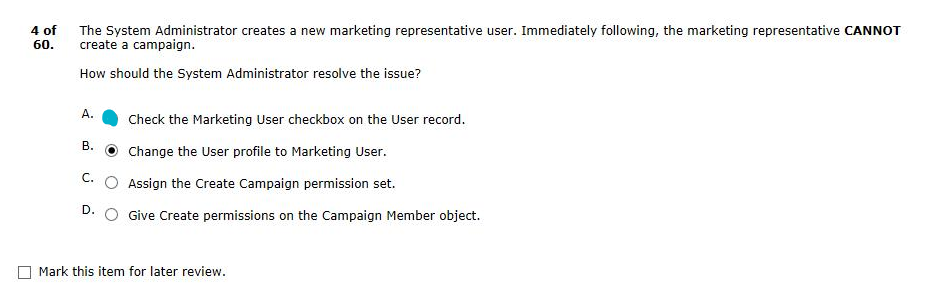 4 of 60.
The System Administrator creates a new marketing representative user. Immediately following, the marketing representative CANNOT
create a campaign.
How should the System Administrator resolve the issue?
A. Check the Marketing User checkbox on the User record.
B. Change the User profile to Marketing User.
C. Assign the Create Campaign permission set.
D. Give Create permissions on the Campaign Member object.
Mark this item for later review.